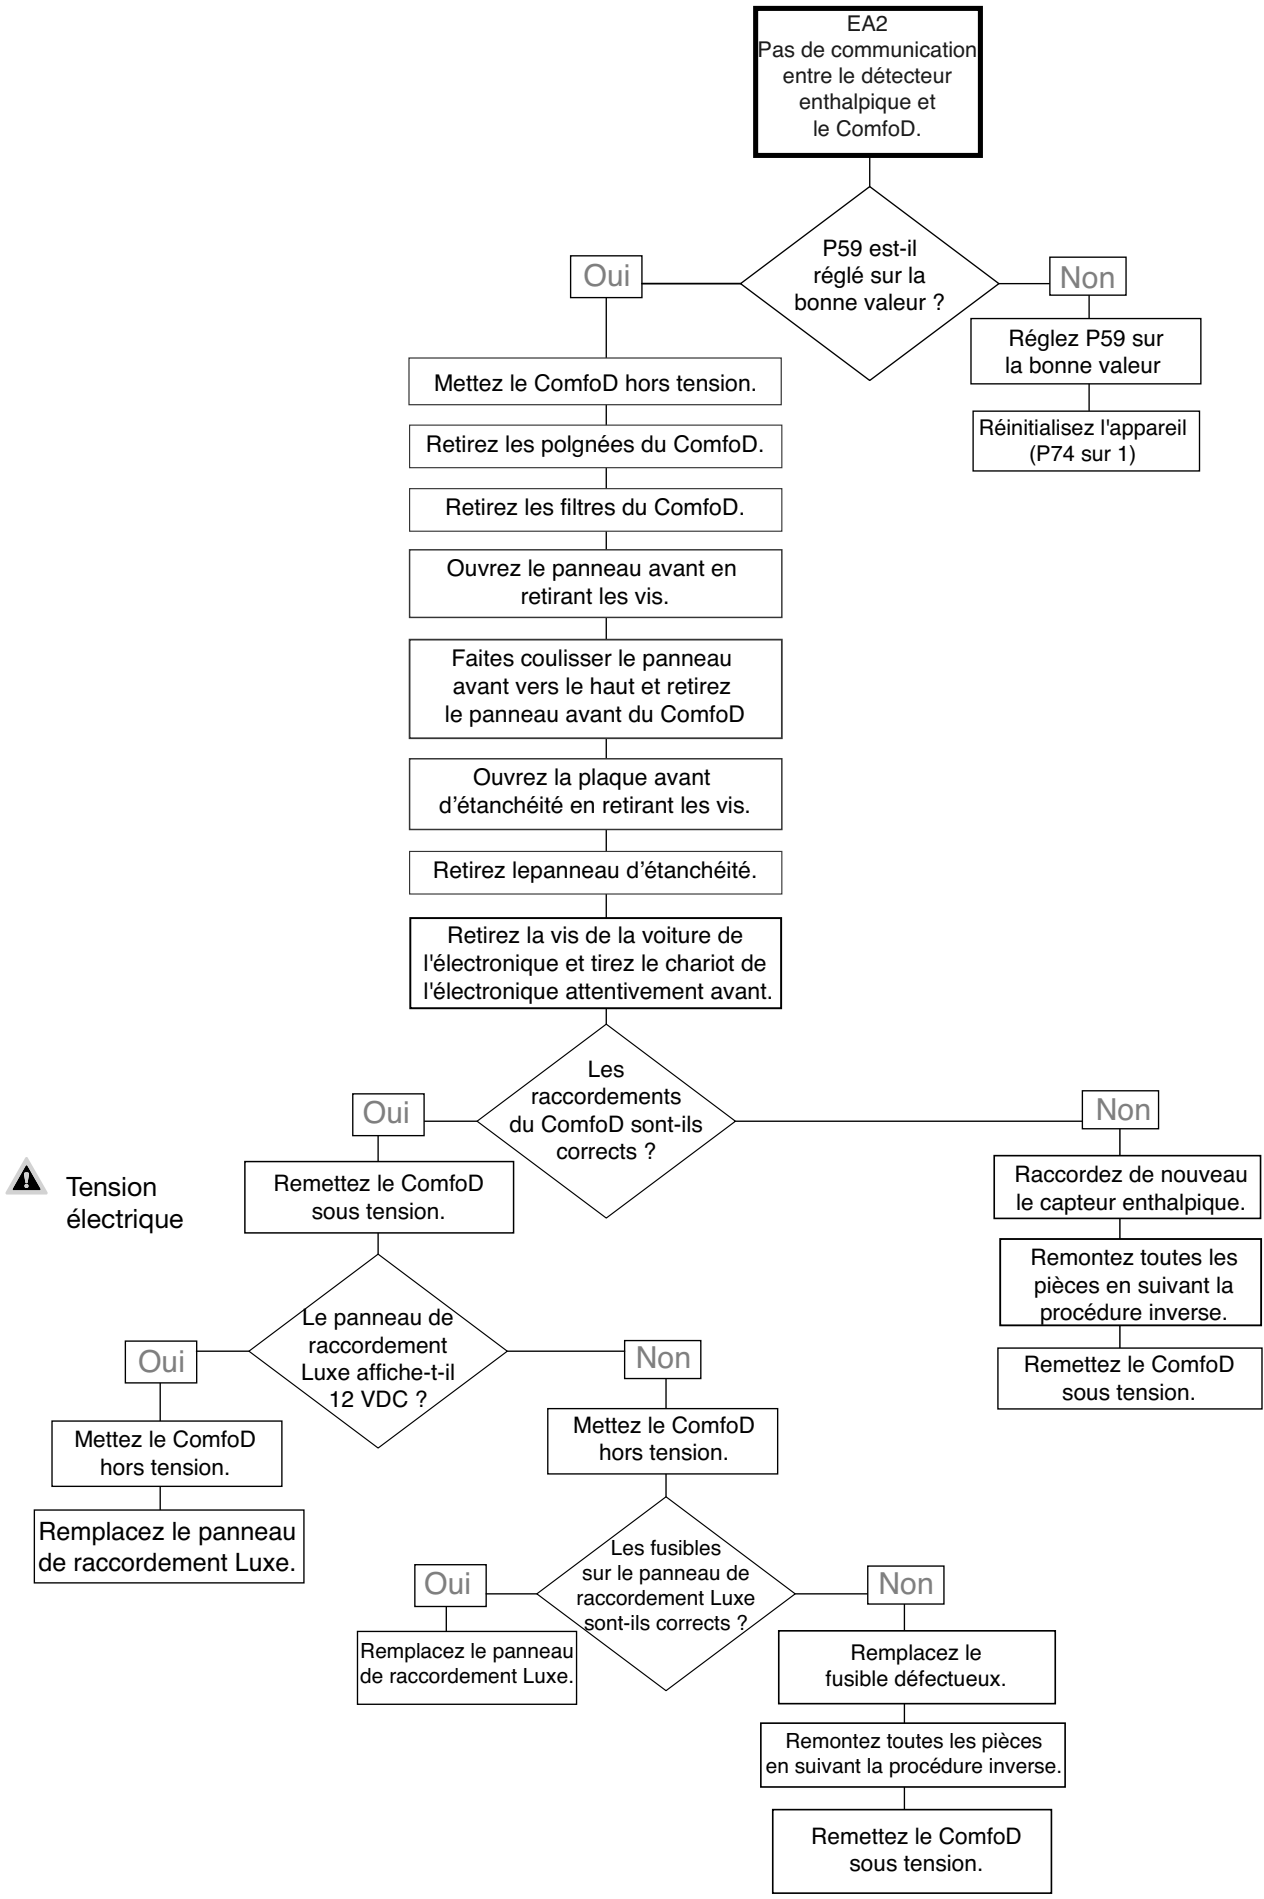 EA2
Pas de communication
entre le détecteur
enthalpique et
le ComfoD.
P59 est-il
réglé sur la
bonne valeur ?
Oui
Non
Réglez P59 sur
la bonne valeur
Réinitialisez l'appareil
(P74 sur 1)
Mettez le ComfoD hors tension.
Retirez les polgnées du ComfoD.
Retirez les filtres du ComfoD.
Ouvrez le panneau avant en
retirant les vis.
Faites coulisser le panneau
avant vers le haut et retirez
le panneau avant du ComfoD
Ouvrez la plaque avant
d’étanchéité en retirant les vis.
Retirez lepanneau d’étanchéité.
Retirez la vis de la voiture de
l'électronique et tirez le chariot de
l'électronique attentivement avant.
Les
raccordements
du ComfoD sont-ils
corrects ?
Oui
Non
Tension
électrique
Remettez le ComfoD
sous tension.
Raccordez de nouveau
le capteur enthalpique.
Remontez toutes les
pièces en suivant la
procédure inverse.
Remettez le ComfoD
sous tension.
Le panneau de
raccordement
Luxe affiche-t-il
12 VDC ?
Oui
Non
Mettez le ComfoD
hors tension.
Remplacez le panneau
de raccordement Luxe.
Mettez le ComfoD
hors tension.
Les fusibles
sur le panneau de
raccordement Luxe
sont-ils corrects ?
Oui
Non
Remplacez le panneau
de raccordement Luxe.
Remplacez le
fusible défectueux.
Remontez toutes les pièces
en suivant la procédure inverse.
Remettez le ComfoD
sous tension.